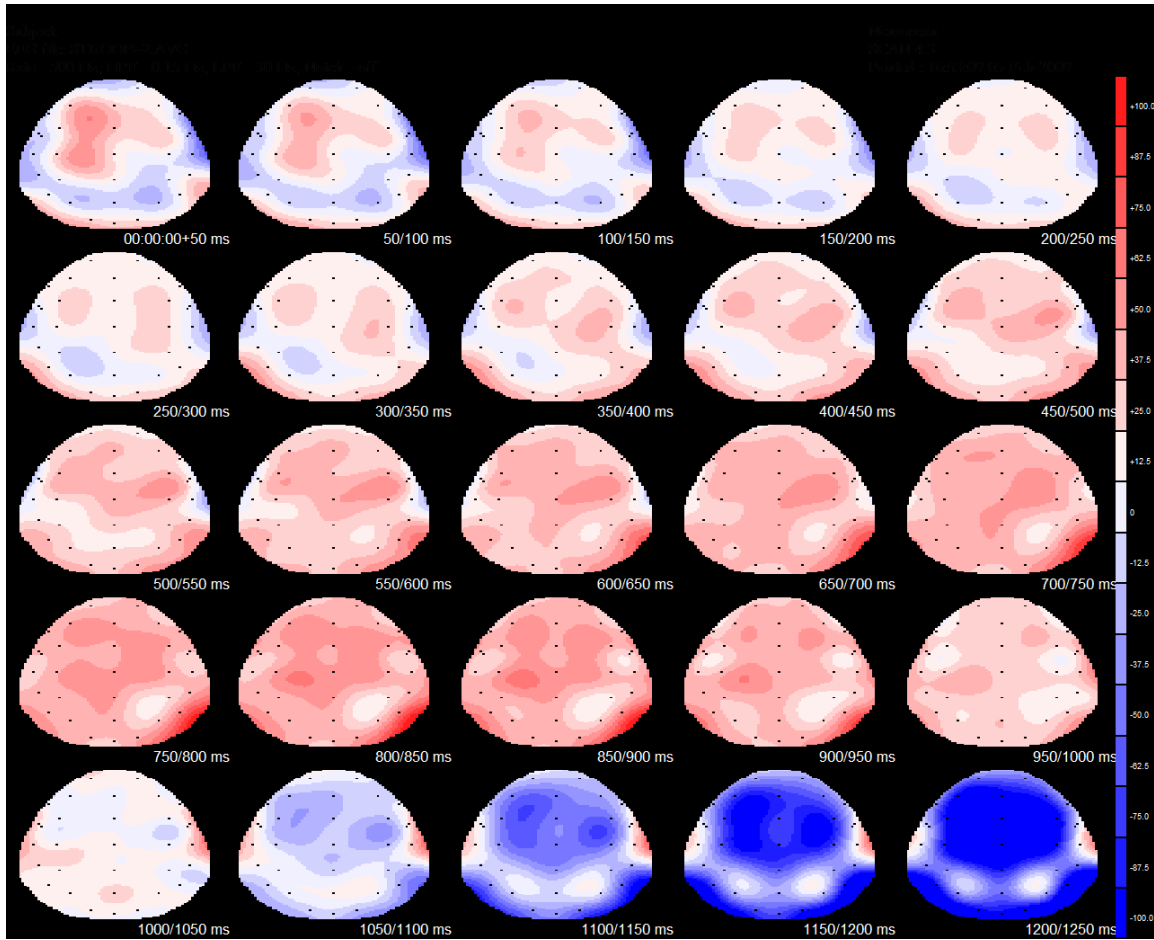 00:00:00+50 ms
50/100 ms
100/150 ms
150/200 ms
200/250 ms
250/300 ms
300/350 ms
350/400 ms
400/450 ms
450/500 ms
500/550 ms
550/600 ms
600/650 ms
650/700 ms
700/750 ms
750/800 ms
800/850 ms
850/900 ms
900/950 ms
950/1000 ms
1000/1050 ms
1050/1100 ms
1100/1150 ms
1150/1200 ms
1200/1250 ms
+100.0
+87.5
+75.0
+62.5
+50.0
+37.5
+25.0
+12.5
0
-12.5
-25.0
-37.5
-50.0
-62.5
-75.0
-87.5
-100.0